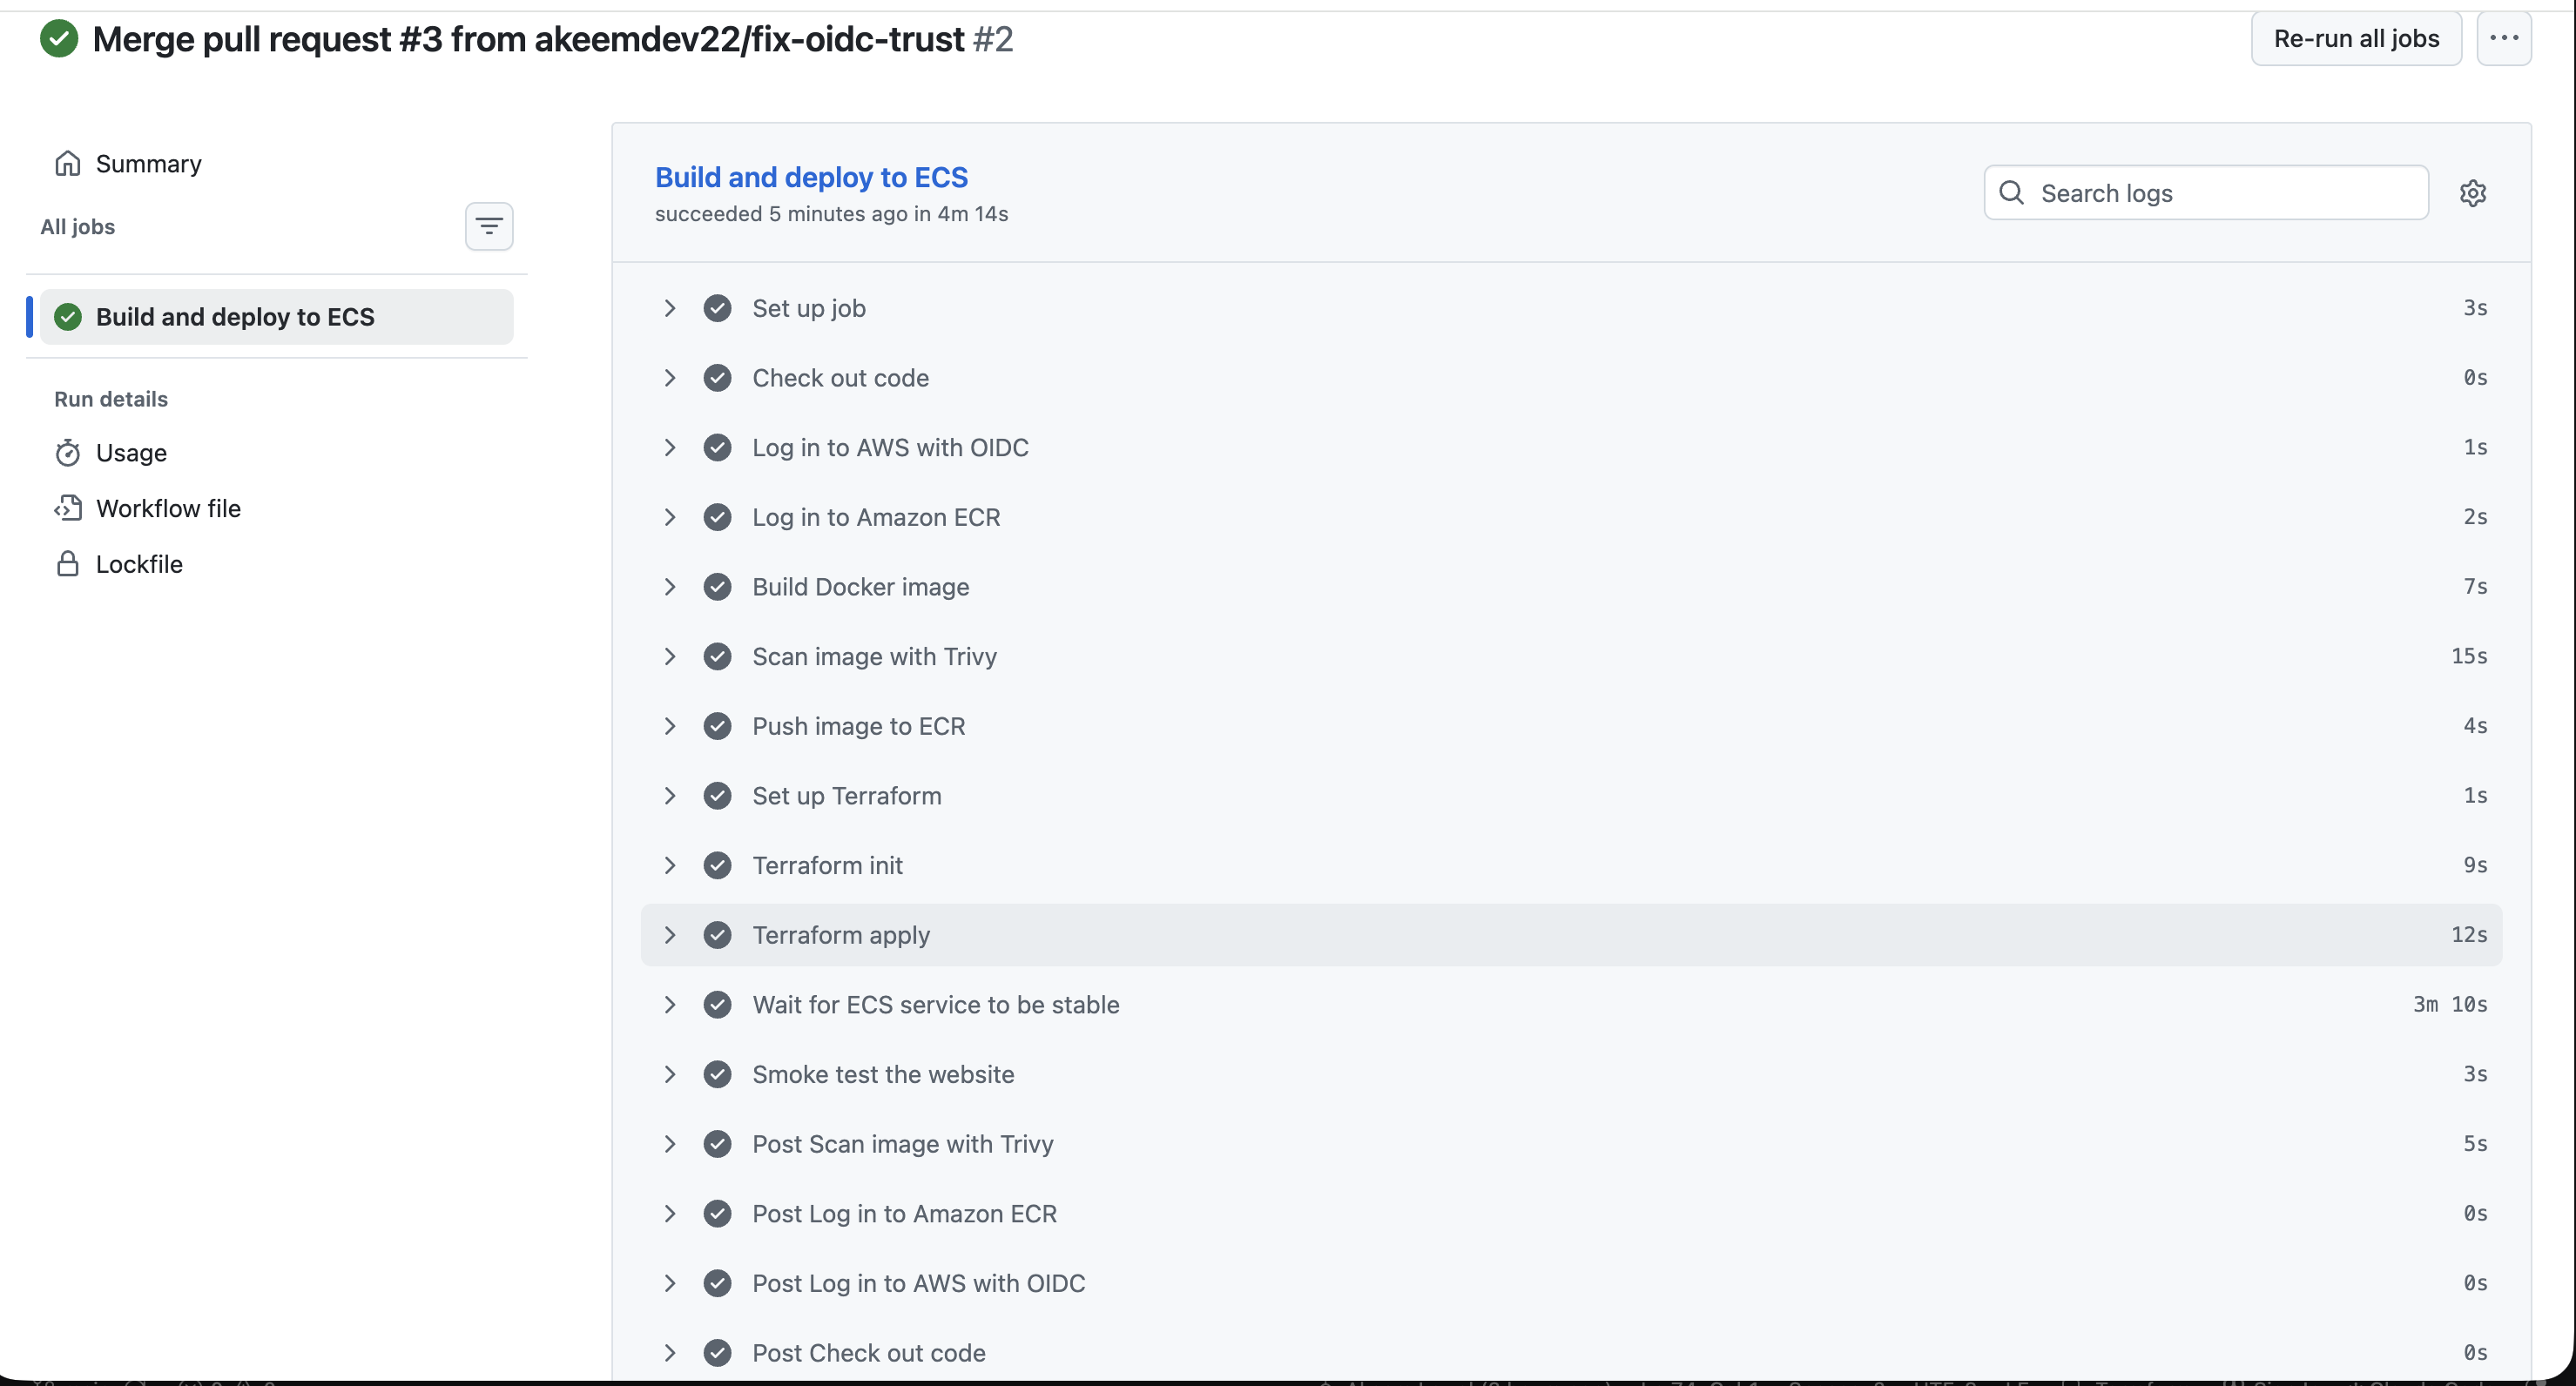 Merge pull request #3 from akeemdev22/fix-oidc-trust #2
Re-run all jobs
Summary
All jobs
Build and deploy to ECS
Run details
Usage
Workflow file
Lockfile
Build and deploy to ECS
succeeded 5 minutes ago in 4m 14s
Search logs
Set up job 3s
Check out code 0s
Log in to AWS with OIDC 1s
Log in to Amazon ECR 2s
Build Docker image 7s
Scan image with Trivy 15s
Push image to ECR 4s
Set up Terraform 1s
Terraform init 9s
Terraform apply 12s
Wait for ECS service to be stable 3m 10s
Smoke test the website 3s
Post Scan image with Trivy 5s
Post Log in to Amazon ECR 0s
Post Log in to AWS with OIDC 0s
Post Check out code 0s